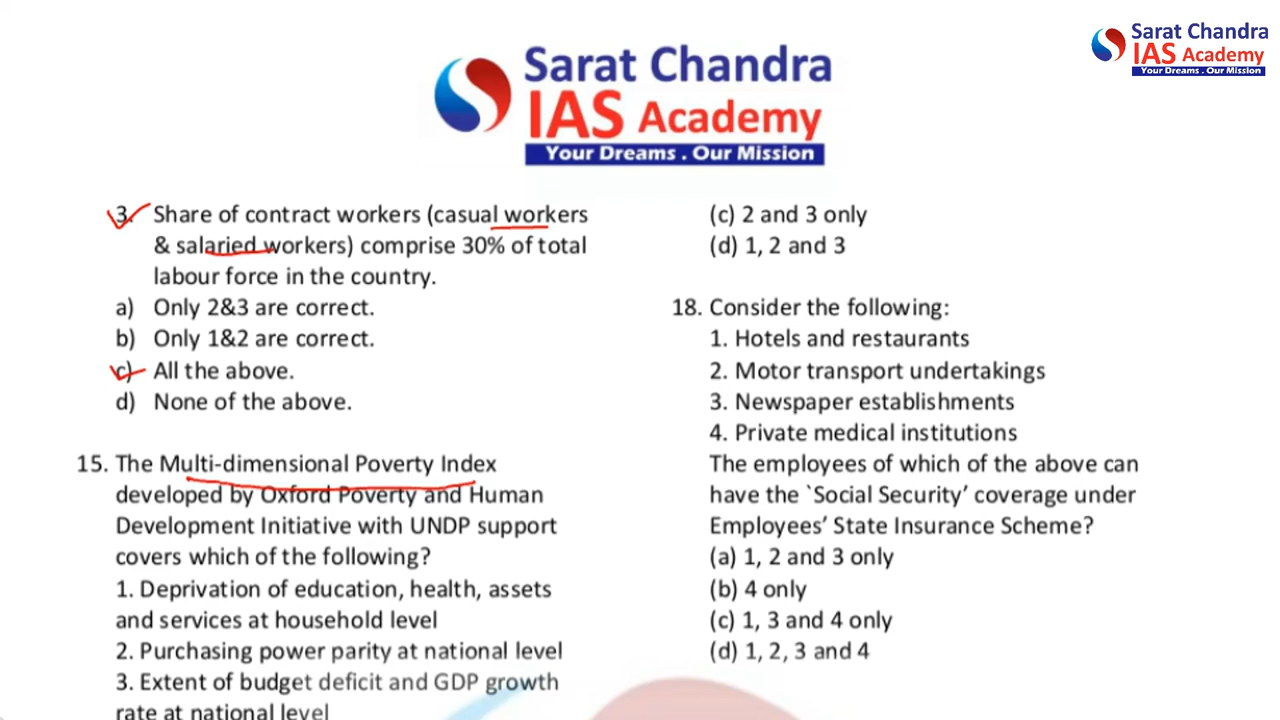 Sarat Chandra
IAS Academy
Your Dreams . Our Mission
Sarat Chandra
IAS Academy
Your Dreams . Our Mission
3. Share of contract workers (casual workers
& salaried workers) comprise 30% of total
labour force in the country.
a) Only 2&3 are correct.
b) Only 1&2 are correct.
c) All the above.
d) None of the above.
15. The Multi-dimensional Poverty Index
developed by Oxford Poverty and Human
Development Initiative with UNDP support
covers which of the following?
1. Deprivation of education, health, assets
and services at household level
2. Purchasing power parity at national level
3. Extent of budget deficit and GDP growth
rate at national level
(c) 2 and 3 only
(d) 1, 2 and 3
18. Consider the following:
1. Hotels and restaurants
2. Motor transport undertakings
3. Newspaper establishments
4. Private medical institutions
The employees of which of the above can
have the `Social Security’ coverage under
Employees’ State Insurance Scheme?
(a) 1, 2 and 3 only
(b) 4 only
(c) 1, 3 and 4 only
(d) 1, 2, 3 and 4